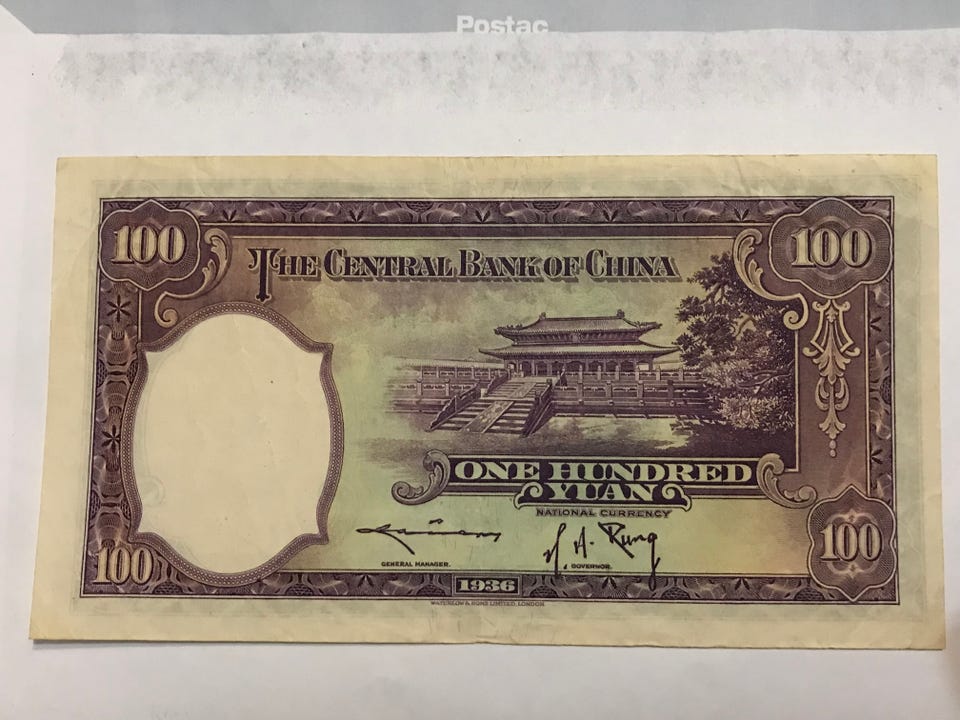 Postac
100
100
THE CENTRAL BANK OF CHINA
ONE HUNDRED
YUAN
NATIONAL CURRENCY
GENERAL MANAGER.
H. H. Kung
GOVERNOR.
100
100
1936
WATERLOW & SONS LIMITED, LONDON